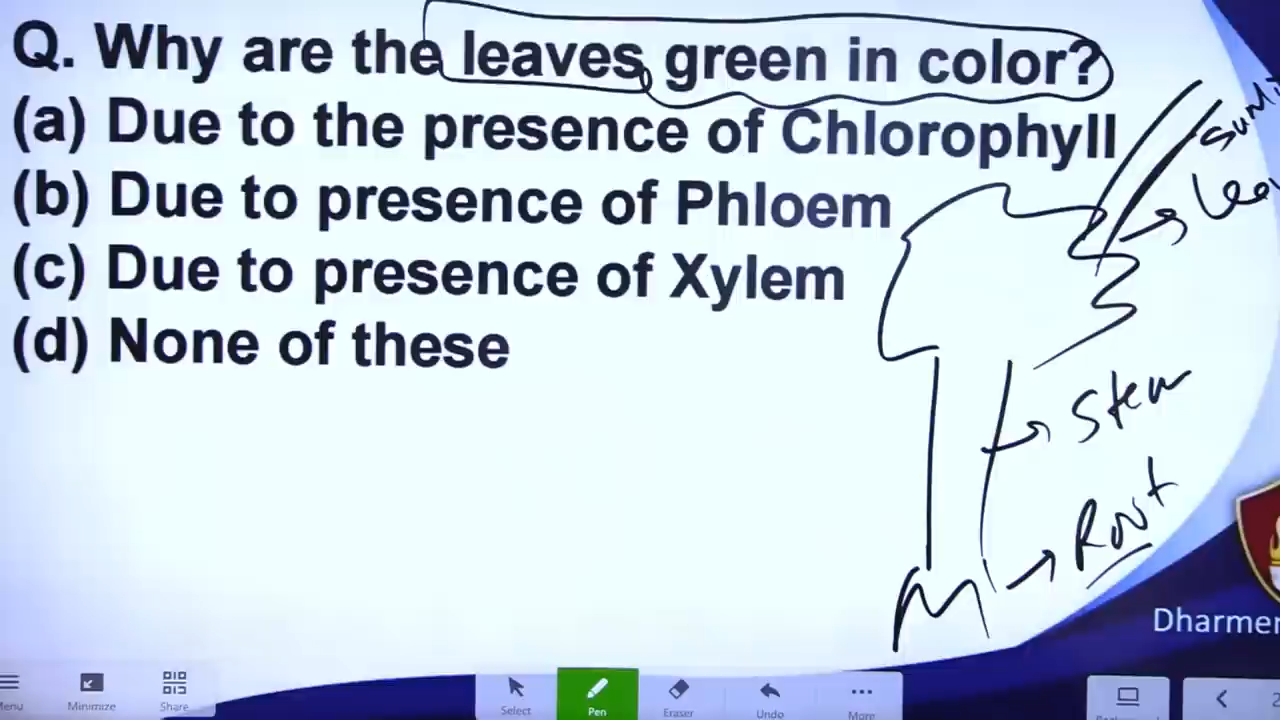 Q. Why are the leaves green in color?
(a) Due to the presence of Chlorophyll
(b) Due to presence of Phloem
(c) Due to presence of Xylem
(d) None of these
Stem
Root
Minimize
Share
Select
Pen
Eraser
Undo
More